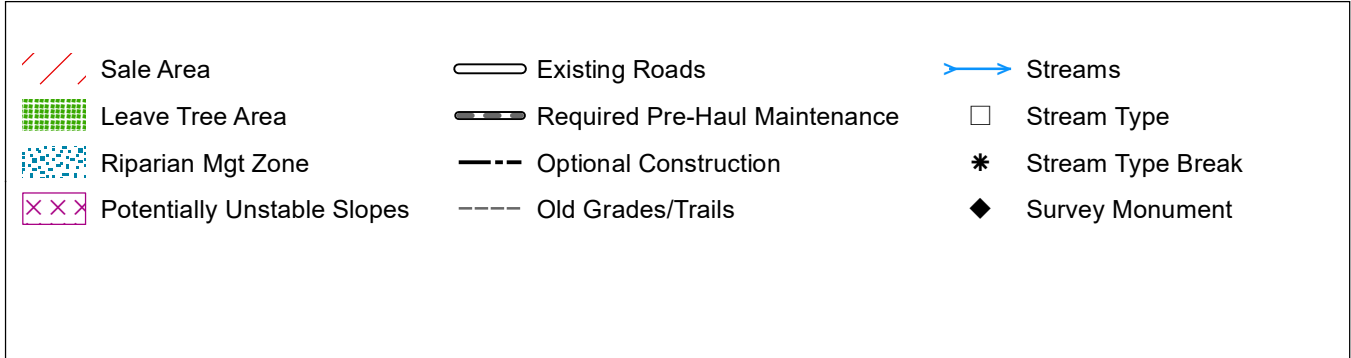 Sale Area
Leave Tree Area
Riparian Mgt Zone
Potentially Unstable Slopes
Existing Roads
Required Pre-Haul Maintenance
Optional Construction
Old Grades/Trails
Streams
Stream Type
Stream Type Break
Survey Monument